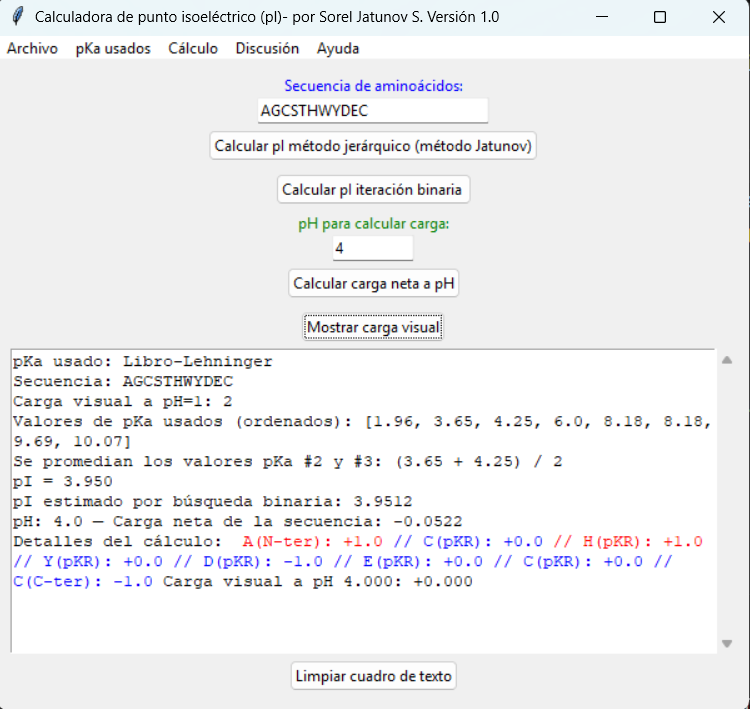 Calculadora de punto isoeléctrico (pI)- por Sorel Jatunov S. Versión 1.0
Archivo pKa usados Cálculo Discusión Ayuda
Secuencia de aminoácidos:
AGCSTHWYDEC
Calcular pI método jerárquico (método Jatunov)
Calcular pI iteración binaria
pH para calcular carga:
4
Calcular carga neta a pH
Mostrar carga visual
pKa usado: Libro-Lehninger
Secuencia: AGCSTHWYDEC
Carga visual a pH=1: 2
Valores de pKa usados (ordenados): [1.96, 3.65, 4.25, 6.0, 8.18, 8.18,
9.69, 10.07]
Se promedian los valores pKa #2 y #3: (3.65 + 4.25) / 2
pI = 3.950
pI estimado por búsqueda binaria: 3.9512
pH: 4.0 — Carga neta de la secuencia: -0.0522
Detalles del cálculo:  A(N-ter): +1.0 // C(pKR): +0.0 // H(pKR): +1.0
// Y(pKR): +0.0 // D(pKR): -1.0 // E(pKR): +0.0 // C(pKR): +0.0 //
C(C-ter): -1.0 Carga visual a pH 4.000: +0.000
Limpiar cuadro de texto